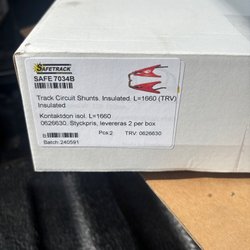 SAFETRACK
SAFE 7034B
Track Circuit Shunts. Insulated. L=1660 (TRV)
Insulated
Kontaktdon isol. L=1660
0626630. Styckpris, levereras 2 per box
Pcs:2 TRV: 0626630
Batch: 240591